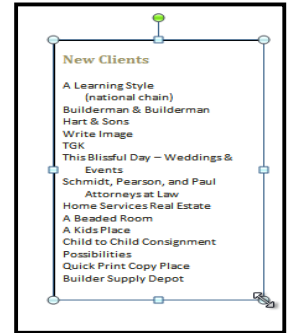 New Clients
A Learning Style
(national chain)
Builderman & Builderman
Hart & Sons
Write Image
TGK
This Blissful Day – Weddings &
Events
Schmidt, Pearson, and Paul
Attorneys at Law
Home Services Real Estate
A Beaded Room
A Kids Place
Child to Child Consignment
Possibilities
Quick Print Copy Place
Builder Supply Depot